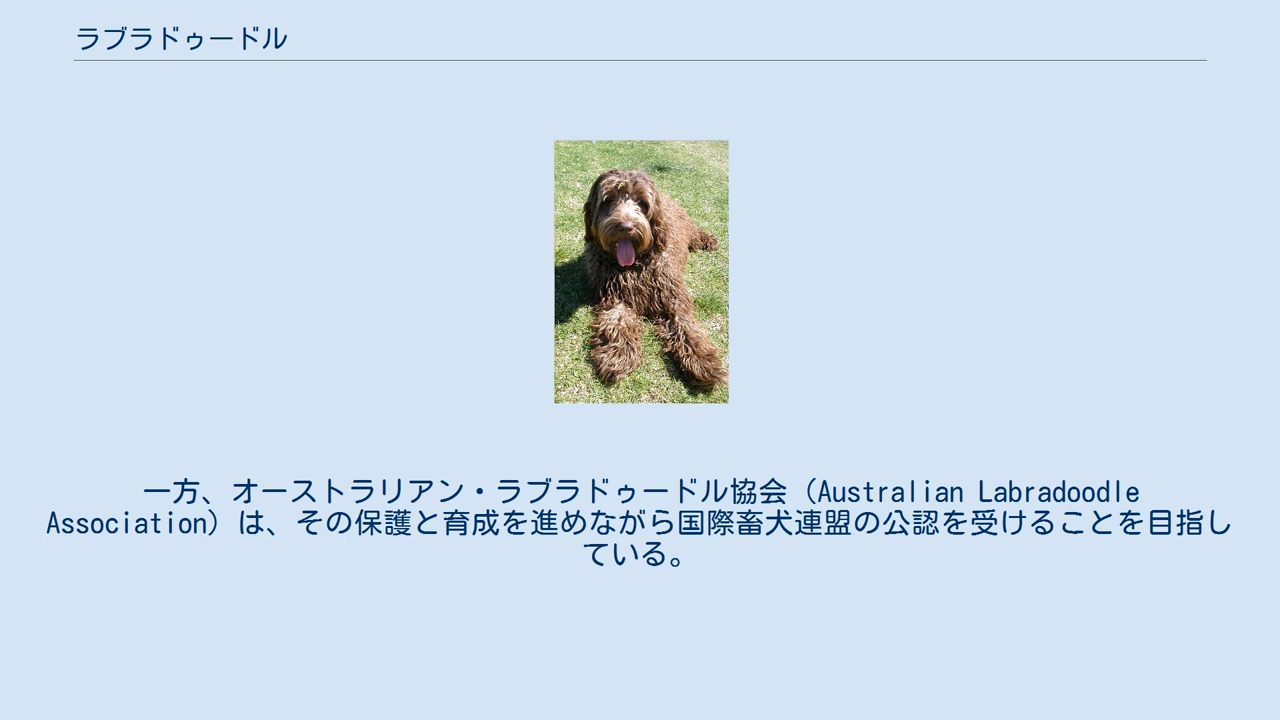 ラブラドゥードル
一方、オーストラリアン・ラブラドゥードル協会（Australian Labradoodle
Association）は、その保護と育成を進めながら国際畜犬連盟の公認を受けることを目指し
ている。